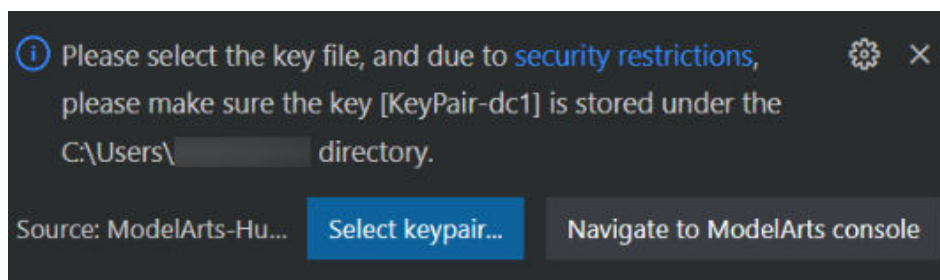 Please select the key file, and due to security restrictions,
please make sure the key [KeyPair-dc1] is stored under the
C:\Users\ directory.
Source: ModelArts-Hu... Select keypair... Navigate to ModelArts console